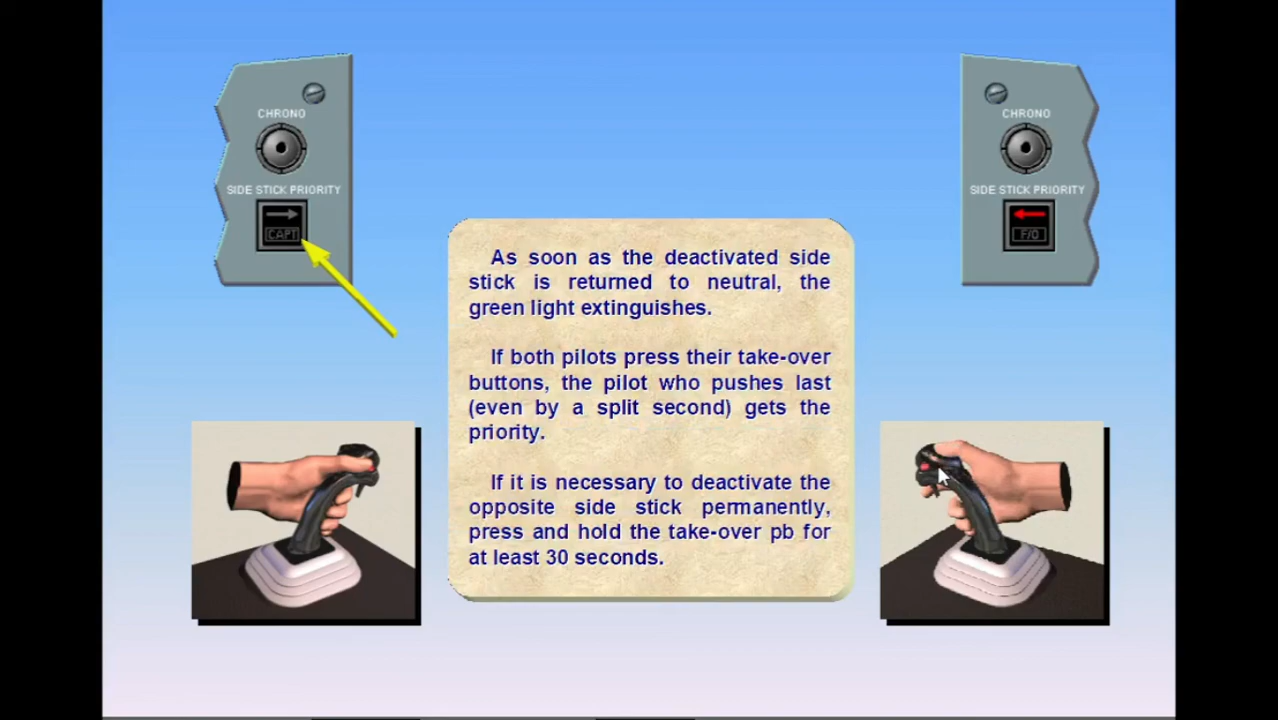 CHRONO
SIDE STICK PRIORITY
CAPT
CHRONO
SIDE STICK PRIORITY
F/O
As soon as the deactivated side
stick is returned to neutral, the
green light extinguishes.
If both pilots press their take-over
buttons, the pilot who pushes last
(even by a split second) gets the
priority.
If it is necessary to deactivate the
opposite side stick permanently,
press and hold the take-over pb for
at least 30 seconds.